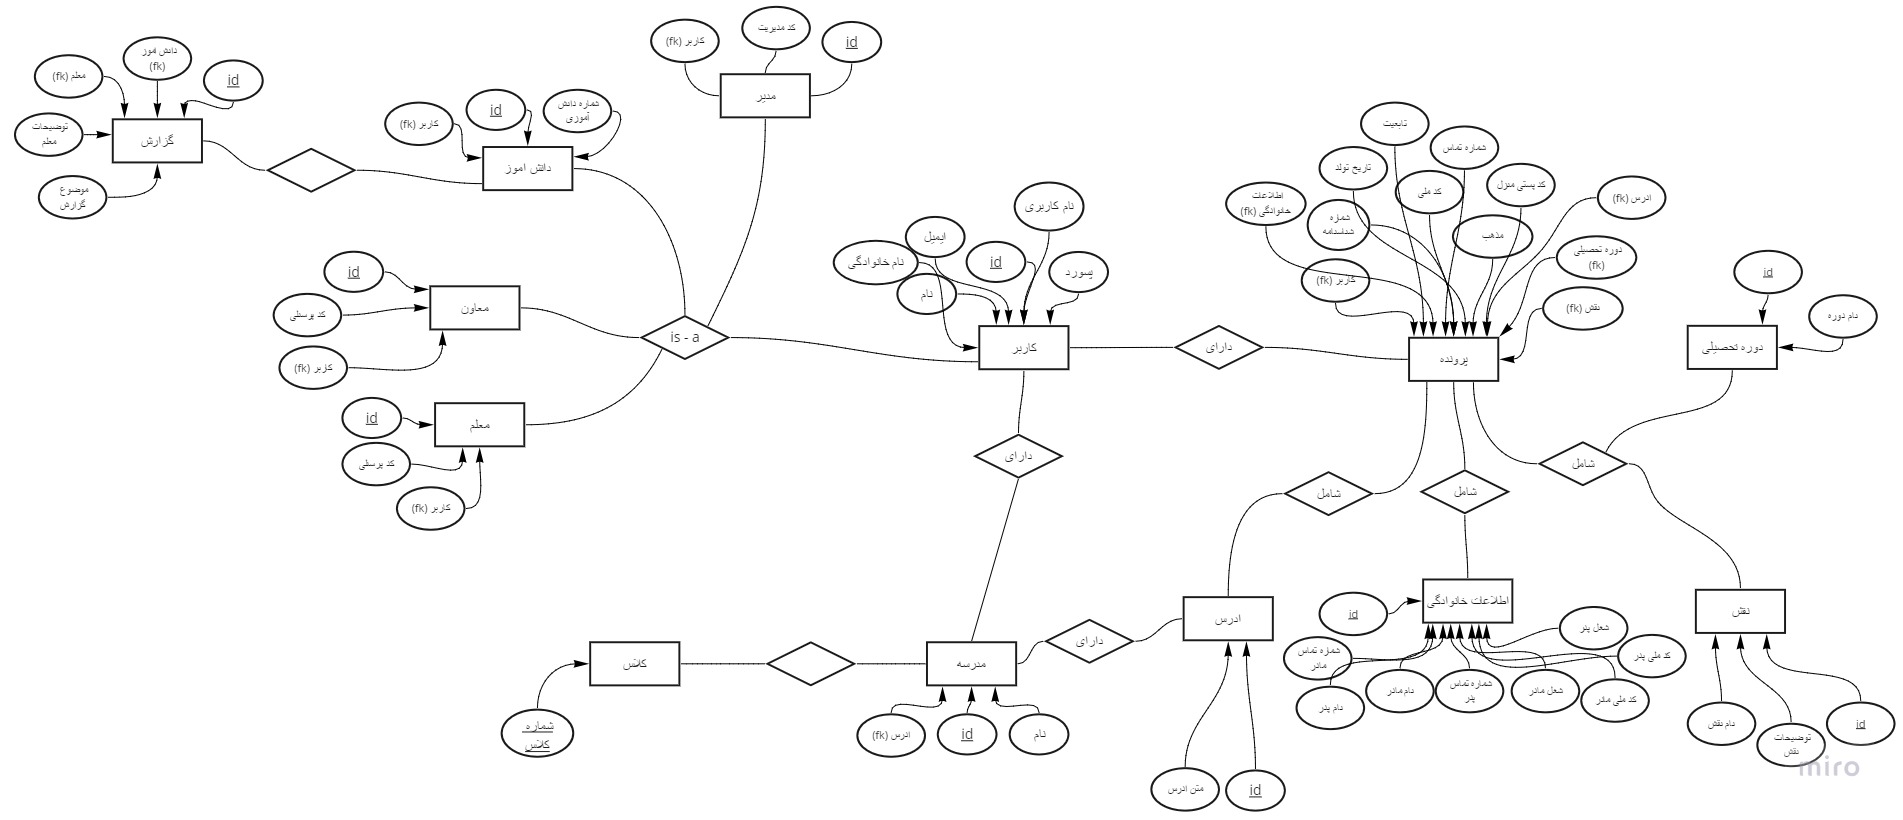 کاربر (fk)
کد مدیریت
id
مدیر
دانش اموز
(fk)
معلم (fk)
id
توضیحات
معلم
گزارش
موضوع
گزارش
کاربر (fk)
id
شماره دانش
آموزی
دانش اموز
id
کد پرسنلی
معاون
کاربر (fk)
is - a
id
معلم
کد پرسنلی
کاربر (fk)
نام کاربری
ایمیل
نام خانوادگی
id
پسورد
نام
کاربر
دارای
تابعیت
شماره تماس
تاریخ تولد
کد ملی
کد پستی منزل
ادرس (fk)
اطلاعات
خانوادگی (fk)
شماره
شناسنامه
مذهب
دوره تحصیلی
(fk)
کاربر (fk)
نقش (fk)
پرونده
id
نام دوره
دوره تحصیلی
دارای
شامل
شامل
شامل
کلاس
شماره
کلاس
مدرسه
ادرس (fk)
id
نام
دارای
ادرس
متن ادرس
id
اطلاعات خانوادگی
id
شغل پدر
شماره تماس
مادر
کد ملی پدر
نام پدر
نام مادر
شماره تماس
پدر
شغل مادر
کد ملی مادر
نقش
نام نقش
توضیحات
نقش
id
miro